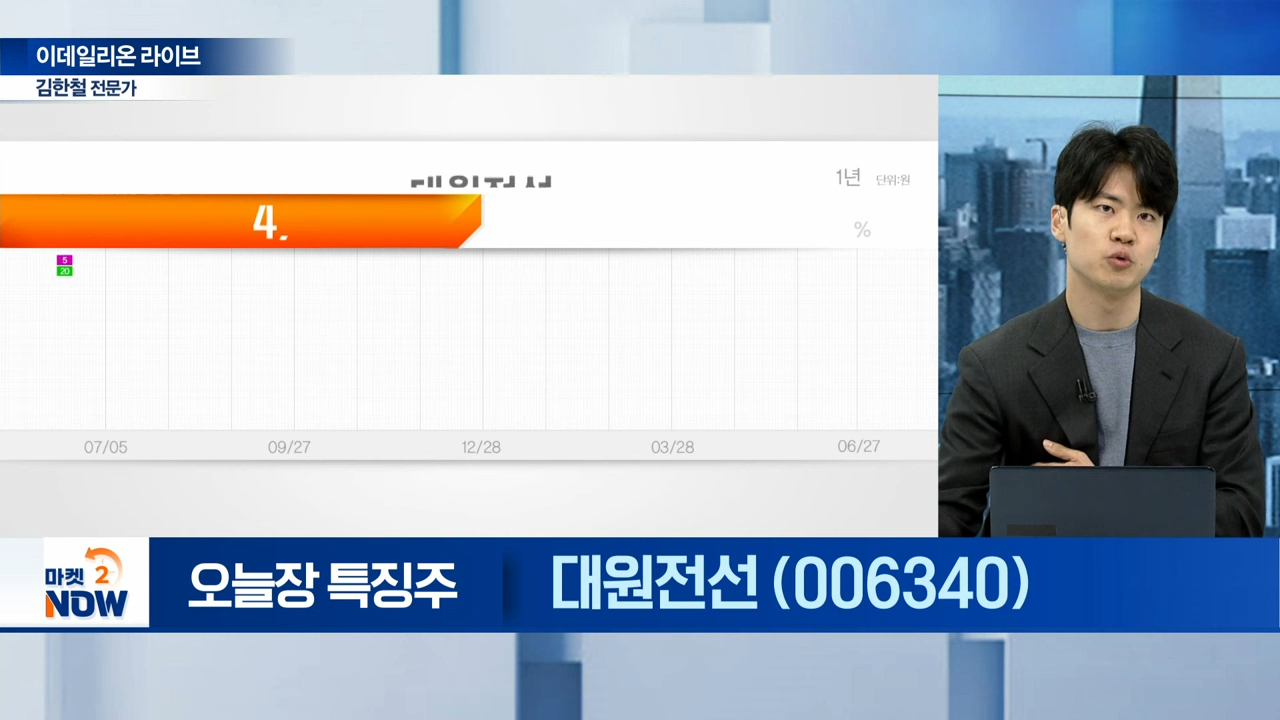 이데일리온 라이브
김한철 전문가
1년 단위:원
4.
%
5
20
07/05 09/27 12/28 03/28 06/27
마켓 2
NOW
오늘장 특징주 대원전선 (006340)